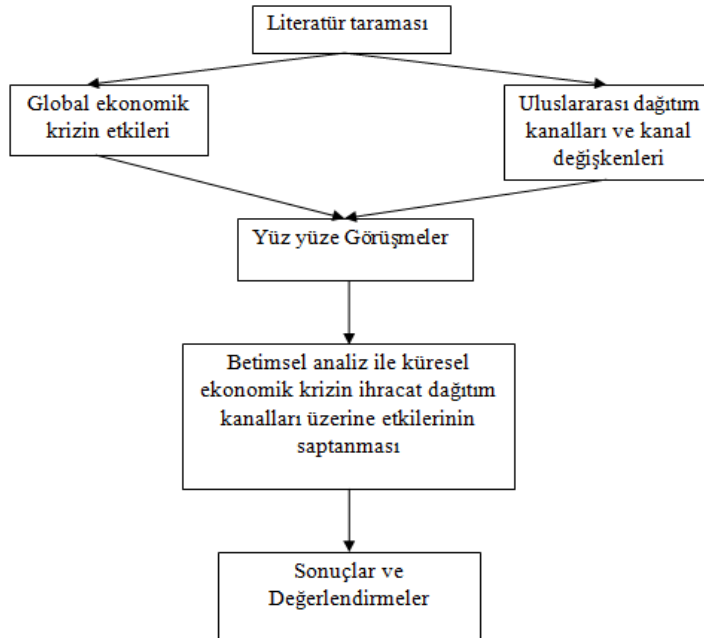 Literatür taraması
Global ekonomik
krizin etkileri
Uluslararası dağıtım
kanalları ve kanal
değişkenleri
Yüz yüze Görüşmeler
Betimsel analiz ile küresel
ekonomik krizin ihracat dağıtım
kanalları üzerine etkilerinin
saptanması
Sonuçlar ve
Değerlendirmeler